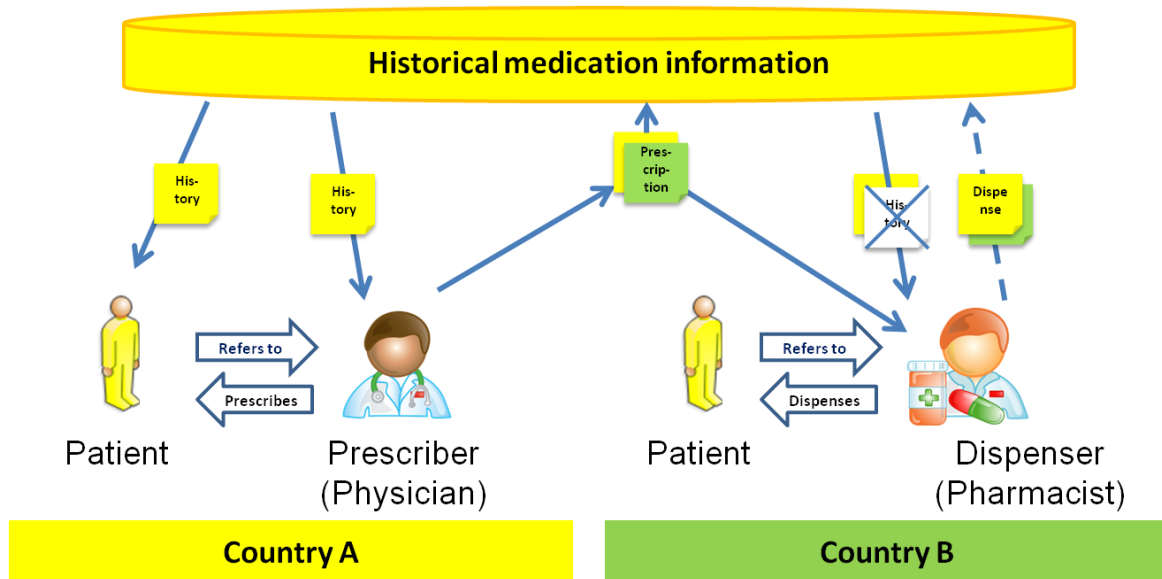 Historical medication information
His-
tory
His-
tory
Pres-
crip-
tion
His-
tory
Dispe
nse
Refers to
Prescribes
Refers to
Dispenses
Patient
Prescriber
(Physician)
Patient
Dispenser
(Pharmacist)
Country A
Country B